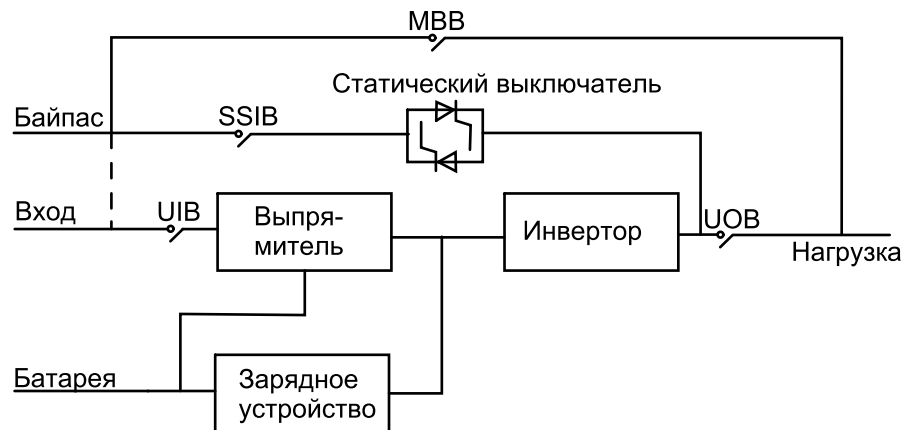 MBB
Статический выключатель
Байпас
SSIB
Вход
UIB
Выпря-
митель
Инвертор
UOB
Нагрузка
Батарея
Зарядное
устройство